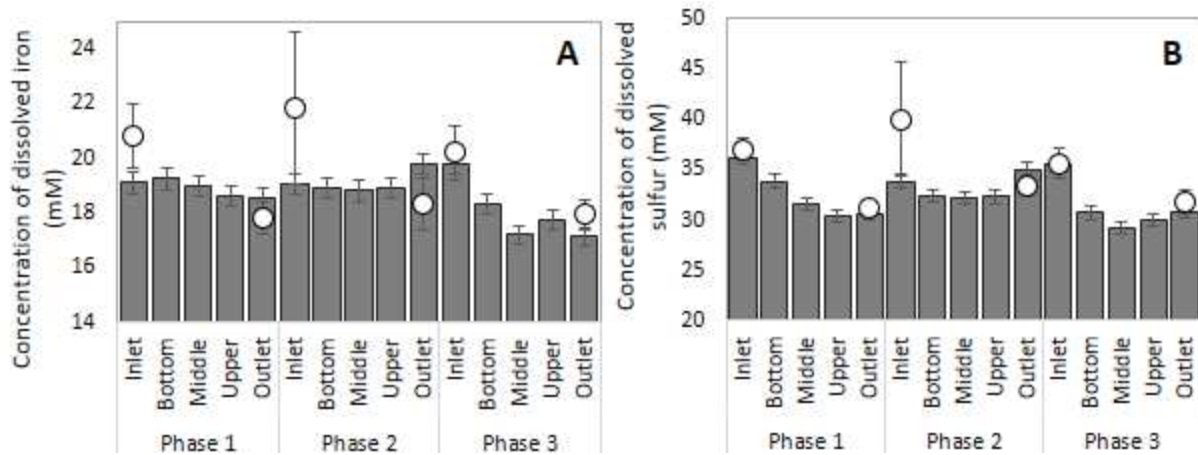 Concentration of dissolved iron
(mM)
24
22
20
18
16
14
A
Inlet
Bottom
Middle
Upper
Outlet
Inlet
Bottom
Middle
Upper
Outlet
Inlet
Bottom
Middle
Upper
Outlet
Phase 1
Phase 2
Phase 3
Concentration of dissolved
sulfur (mM)
50
45
40
35
30
25
20
B
Inlet
Bottom
Middle
Upper
Outlet
Inlet
Bottom
Middle
Upper
Outlet
Inlet
Bottom
Middle
Upper
Outlet
Phase 1
Phase 2
Phase 3